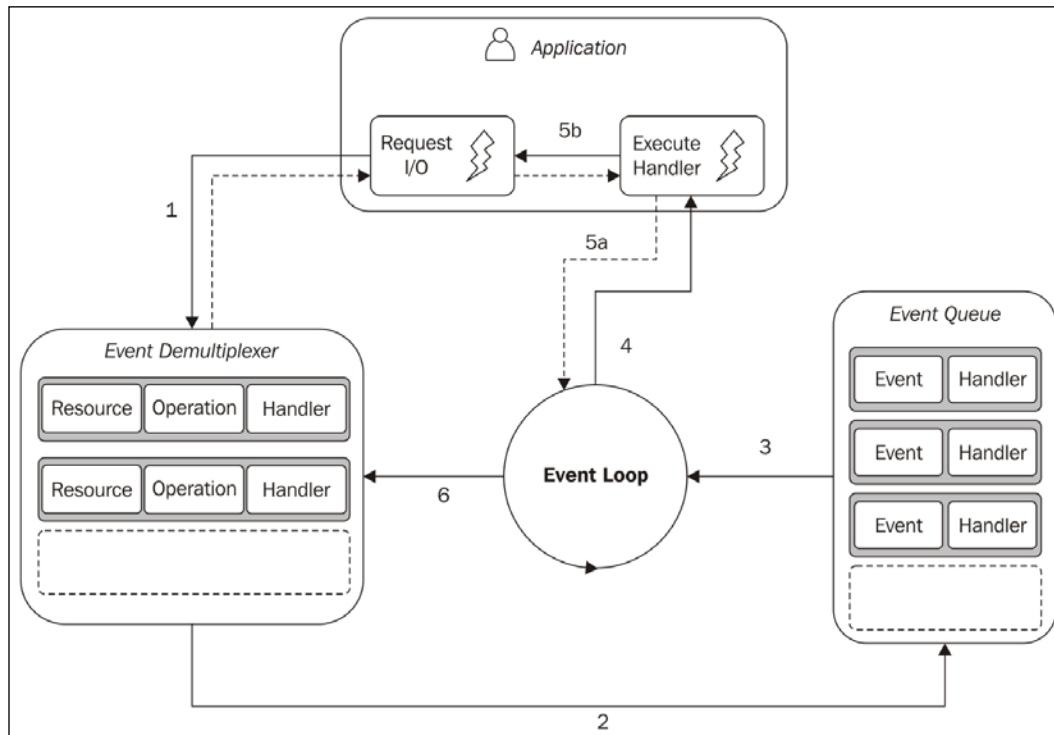 Application
Request
I/O
5b
Execute
Handler
1
5a
Event Demultiplexer
Resource Operation Handler
Resource Operation Handler
4
Event Loop
6
3
Event Queue
Event Handler
Event Handler
Event Handler
2